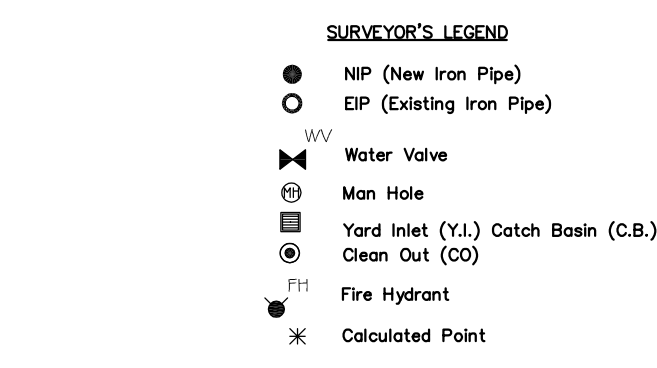 SURVEYOR'S LEGEND
NIP (New Iron Pipe)
EIP (Existing Iron Pipe)
WV
Water Valve
MH Man Hole
Yard Inlet (Y.I.) Catch Basin (C.B.)
Clean Out (CO)
FH
Fire Hydrant
Calculated Point